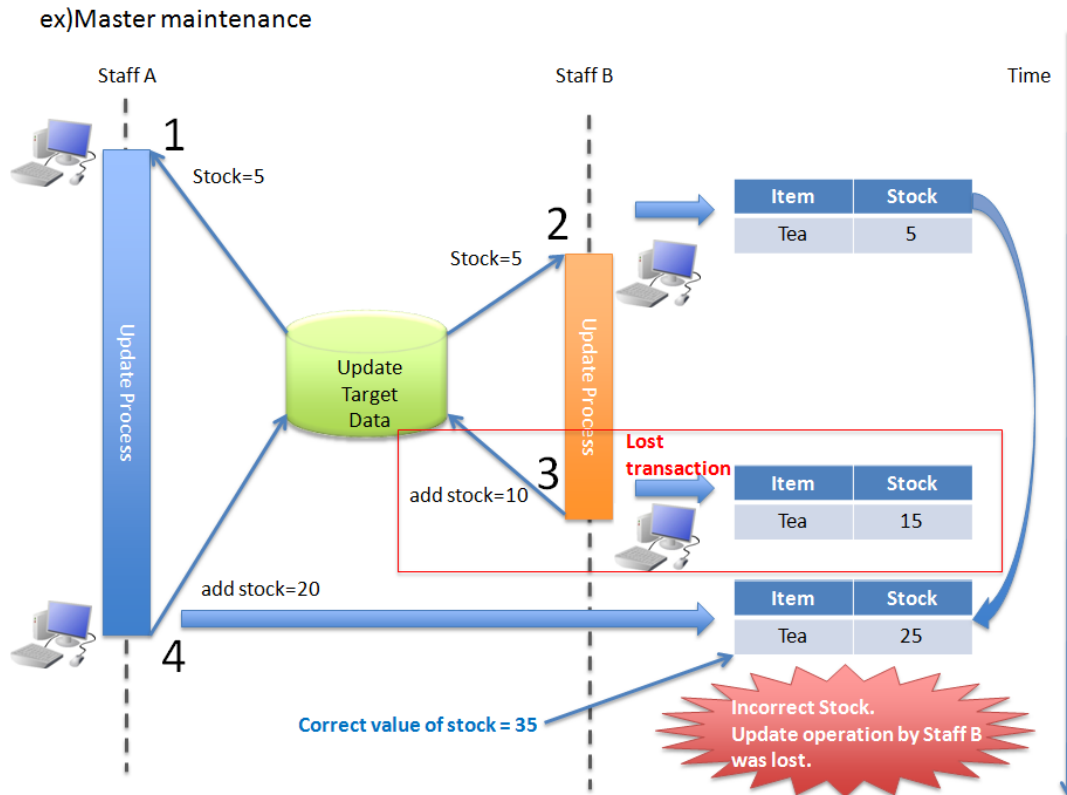 ex)Master maintenance
Staff A
Staff B
Time
1
Stock=5
2
Stock=5
Item Stock
Tea 5
Update Process
Update
Target
Data
Update Process
Lost
transaction
3
add stock=10
Item Stock
Tea 15
add stock=20
4
Item Stock
Tea 25
Correct value of stock = 35
Incorrect Stock.
Update operation by Staff B
was lost.